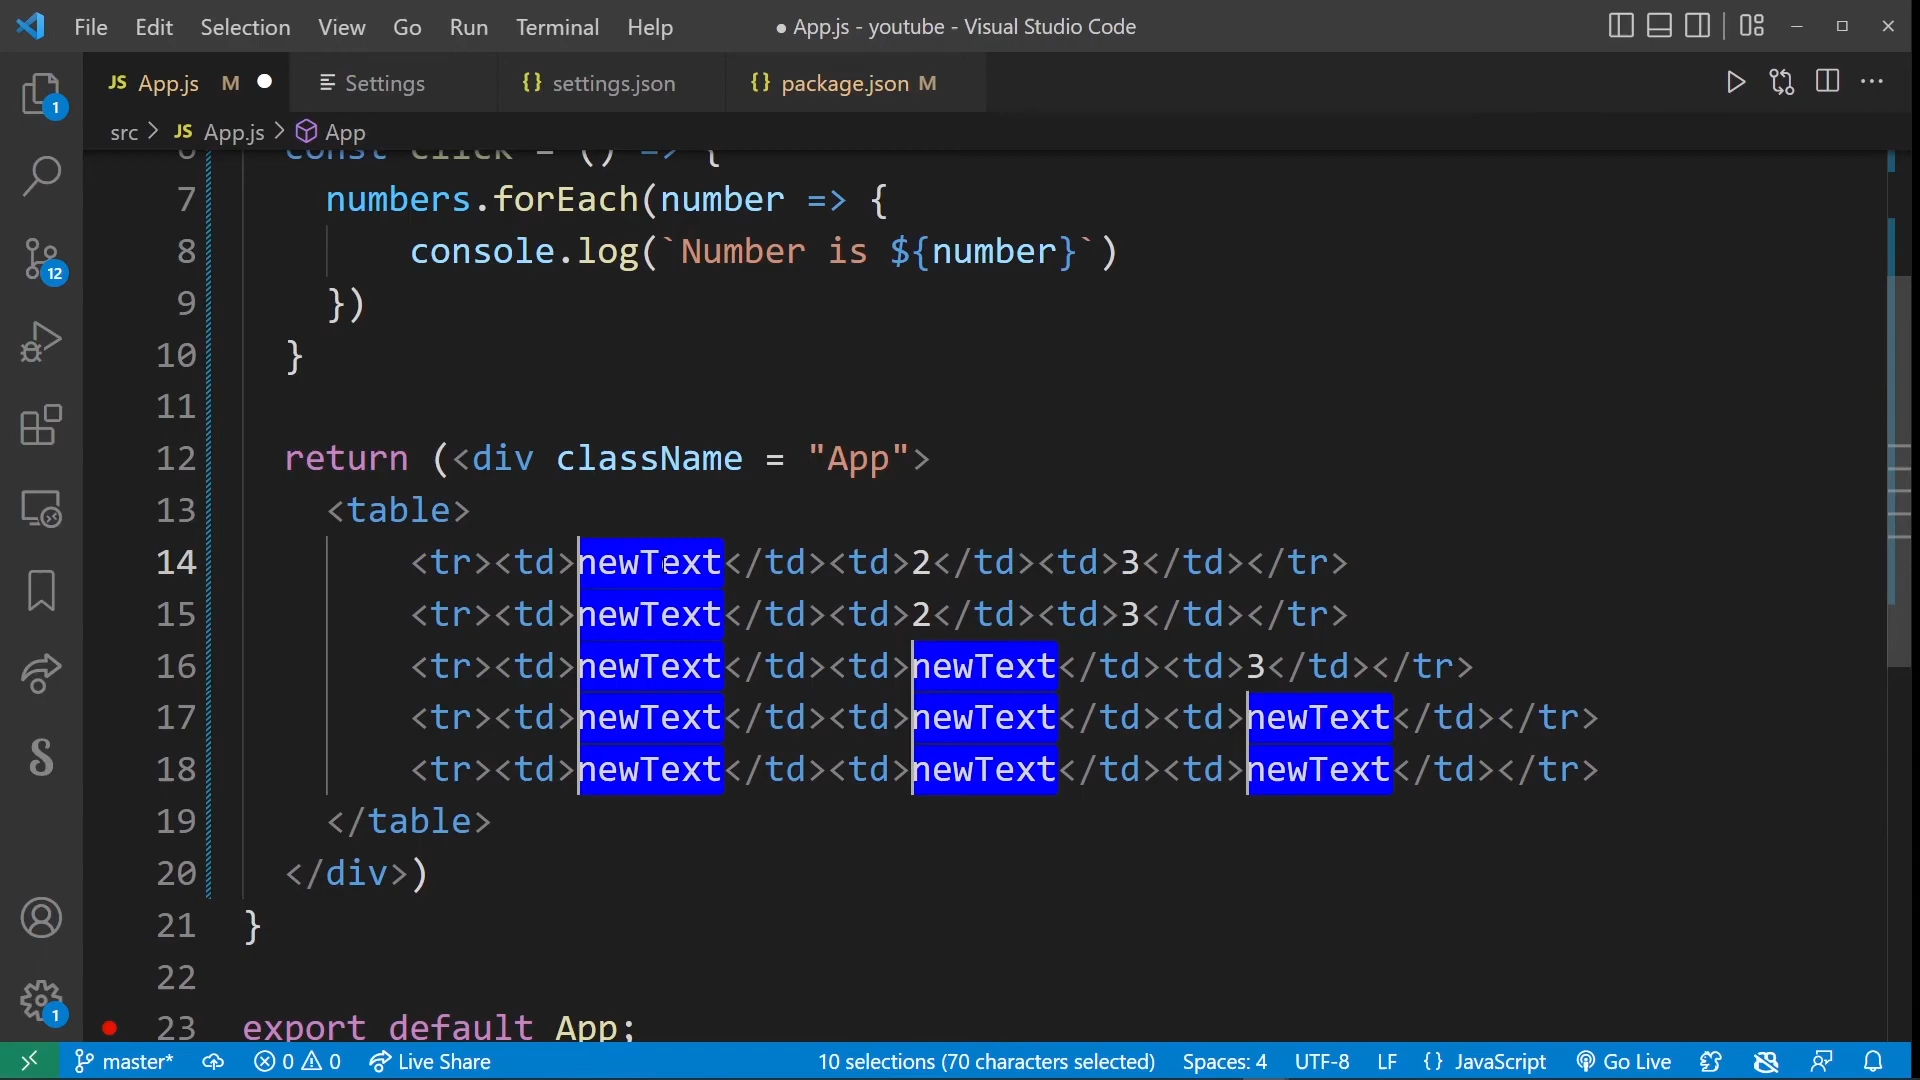 File Edit Selection View Go Run Terminal Help ● App.js - youtube - Visual Studio Code
JS App.js M Settings {} settings.json {} package.json M
src > JS App.js > App
6 const click = () => {
7 numbers.forEach(number => {
8 console.log(`Number is ${number}`)
9 })
10 }
11
12 return (<div className = "App">
13 <table>
14 <tr><td>newText</td><td>2</td><td>3</td></tr>
15 <tr><td>newText</td><td>2</td><td>3</td></tr>
16 <tr><td>newText</td><td>newText</td><td>3</td></tr>
17 <tr><td>newText</td><td>newText</td><td>newText</td></tr>
18 <tr><td>newText</td><td>newText</td><td>newText</td></tr>
19 </table>
20 </div>)
21 }
22
23 export default App;
1
12
1
master* 0 0 Live Share 10 selections (70 characters selected) Spaces: 4 UTF-8 LF {} JavaScript Go Live